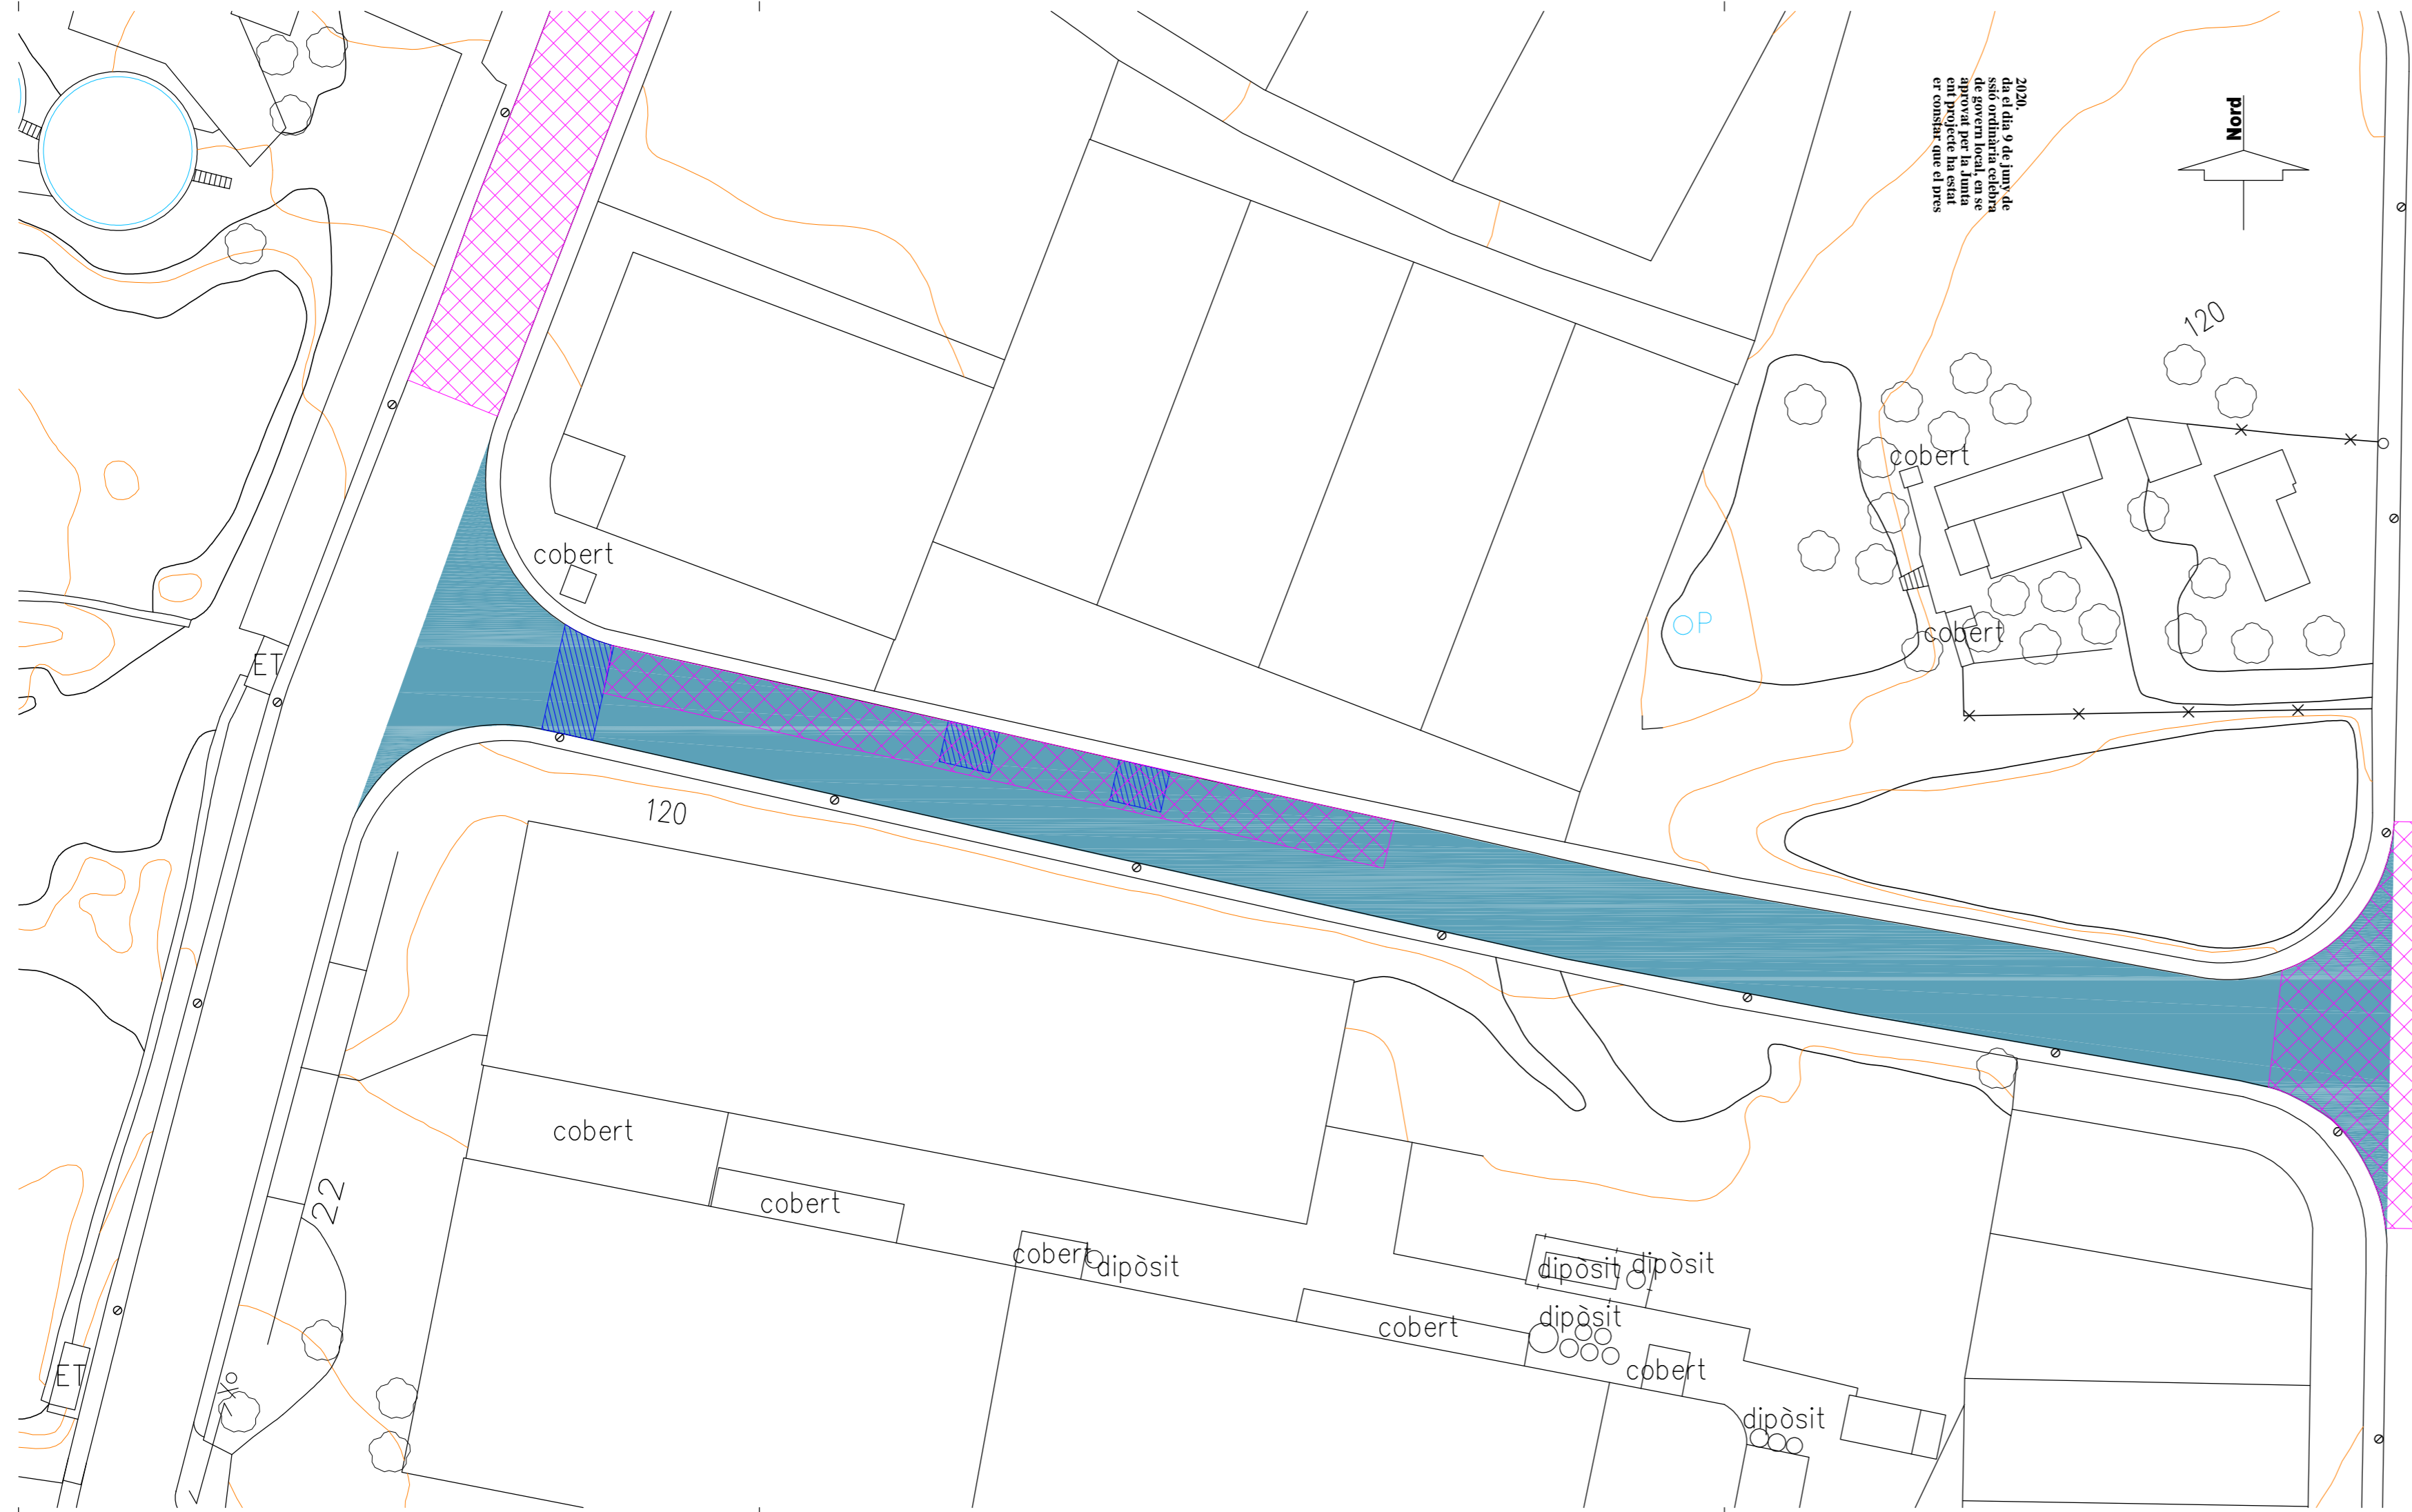 er constar que el pres
ent projecte ha estat
aprovat per la Junta
de govern local, en se
ssió ordinària celebra
da el dia 9 de juny de
2020.
Nord
120
cobert
cobert
P
cobert
ET
120
22
cobert
cobert
cobert
dipòsit
dipòsit
dipòsit
dipòsit
cobert
cobert
dipòsit
ET